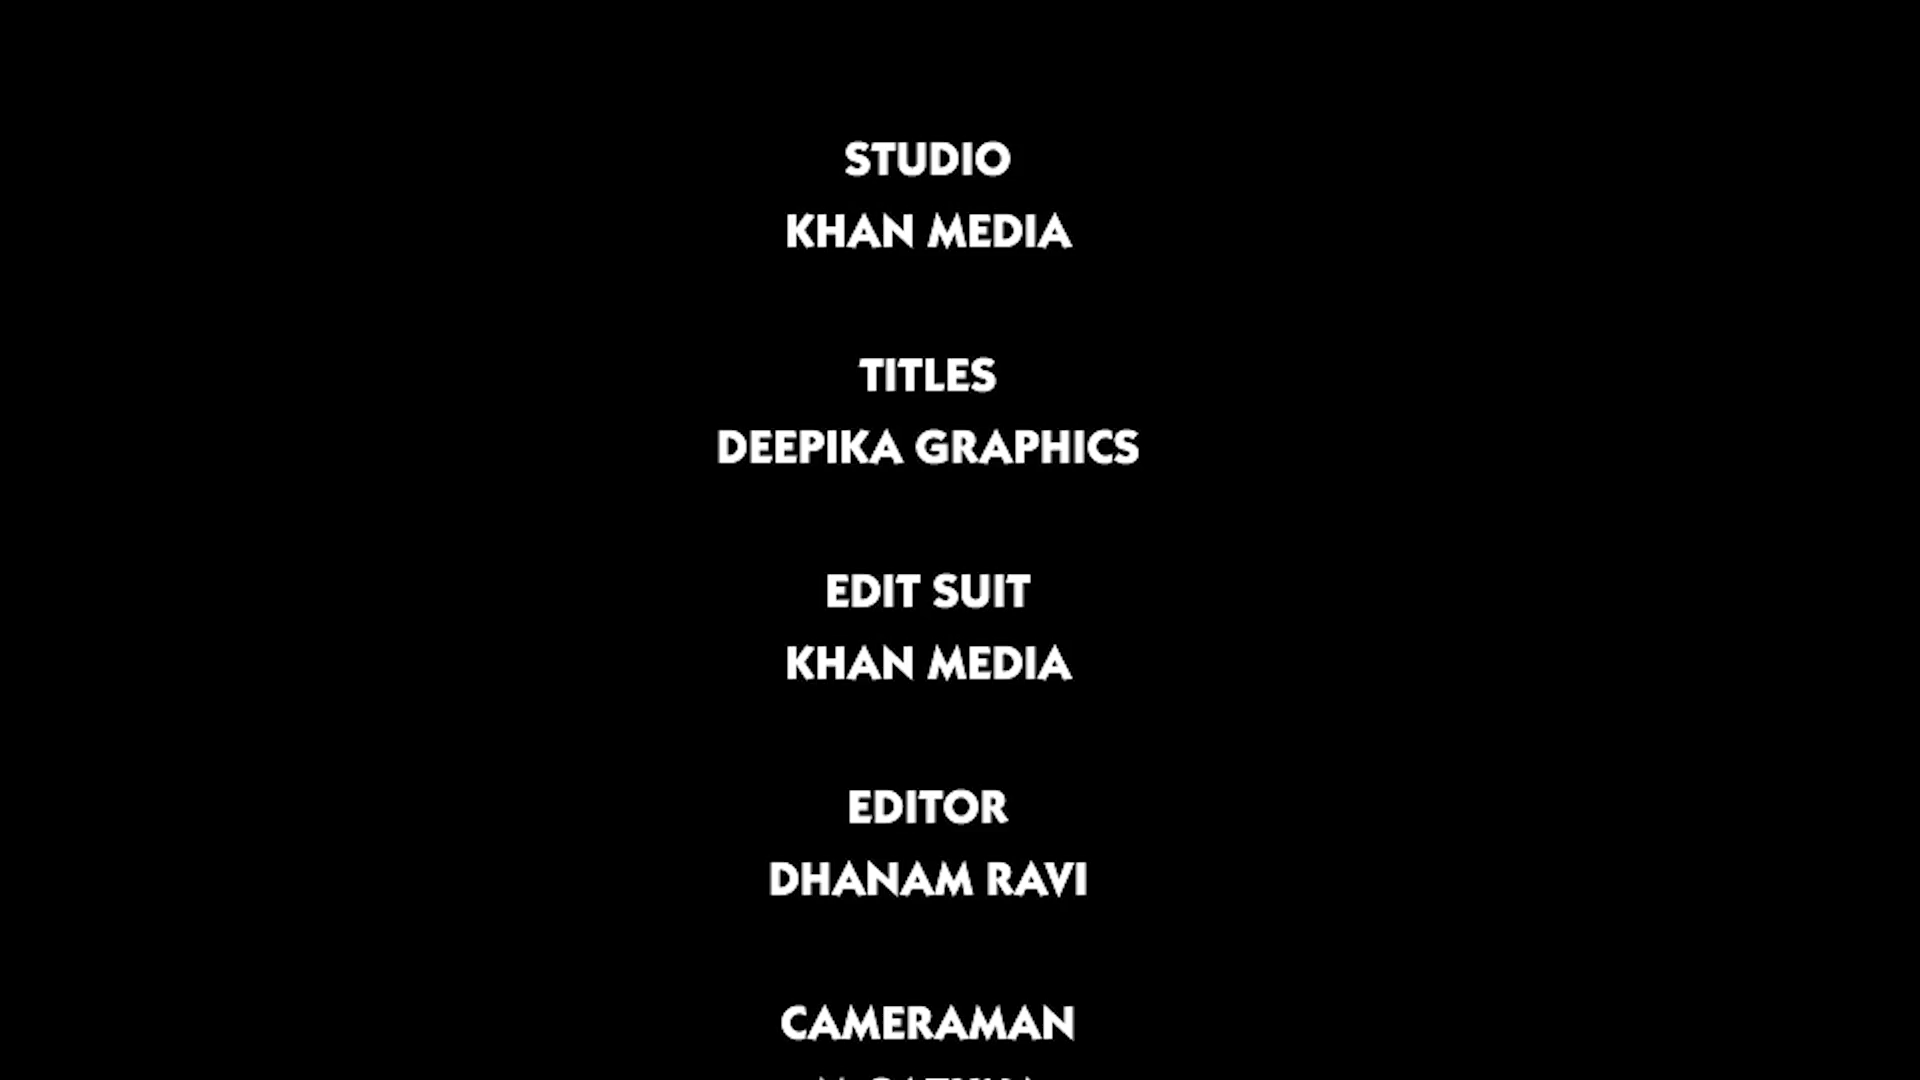 STUDIO
KHAN MEDIA
TITLES
DEEPIKA GRAPHICS
EDIT SUIT
KHAN MEDIA
EDITOR
DHANAM RAVI
CAMERAMAN